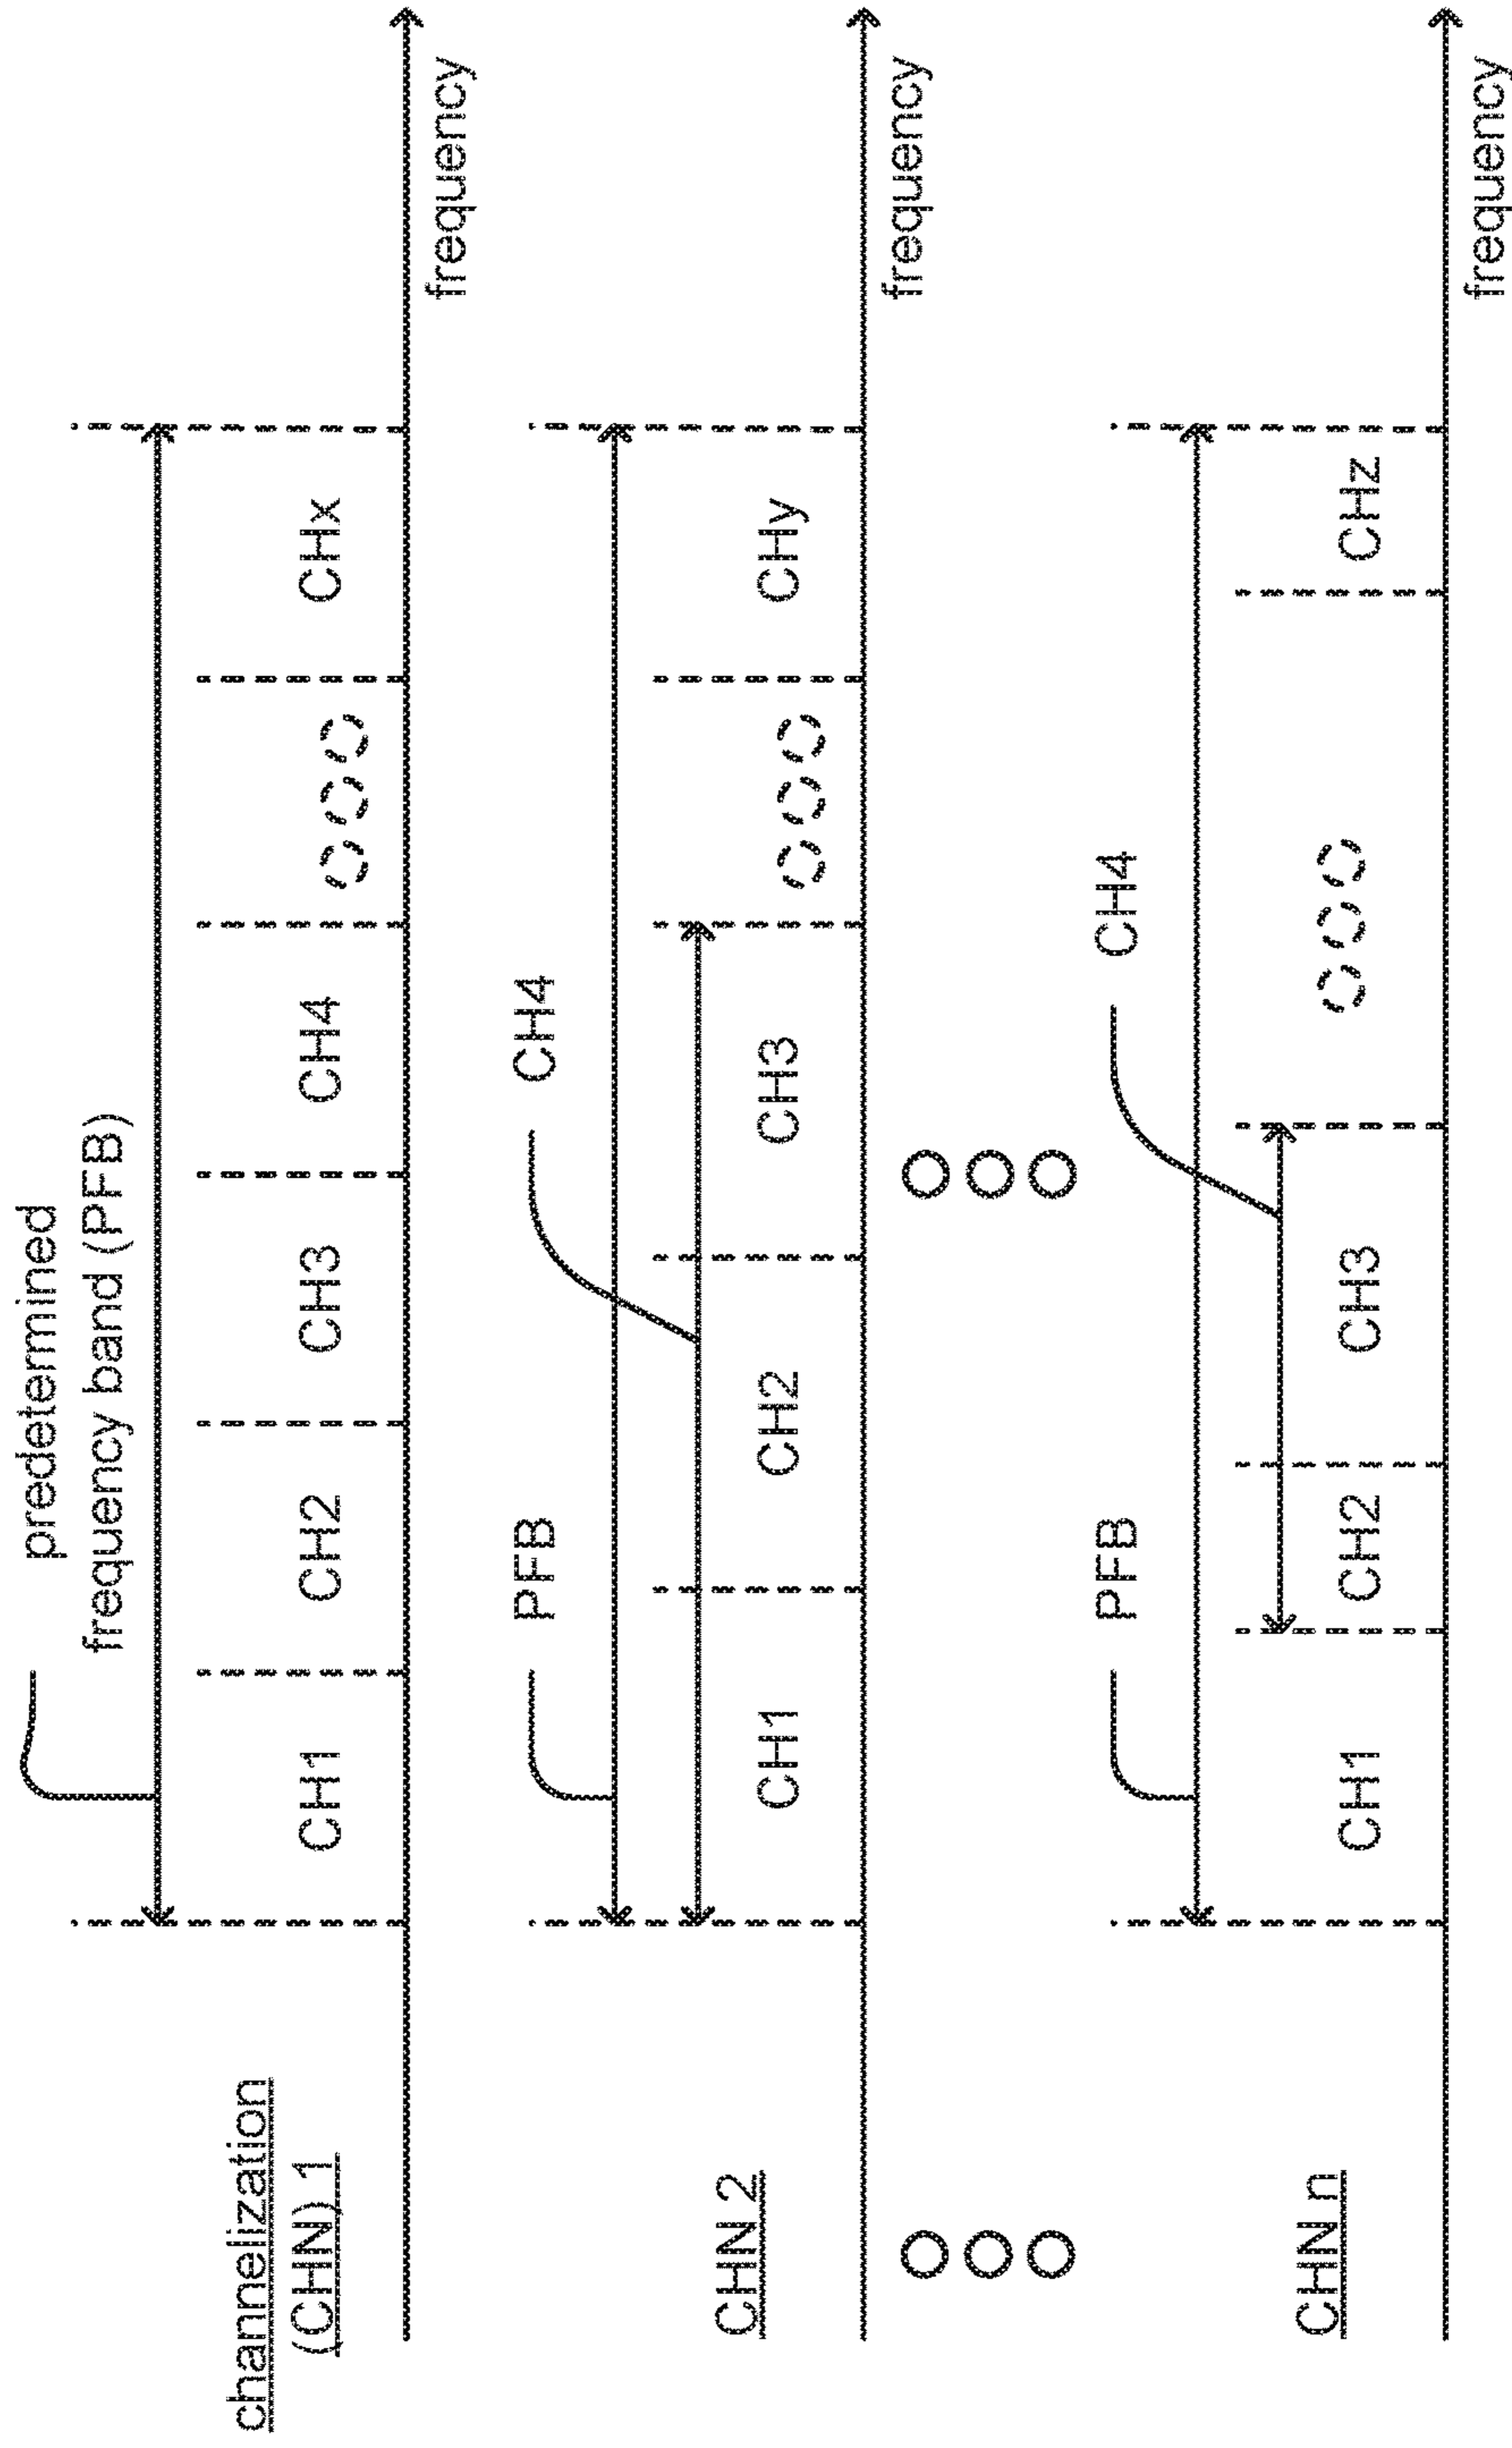 predetermined
frequency band (PFB)
channelization
(CHN) 1
CH1
CH2
CH3
CH4
CHx
frequency
PFB
CH4
CHN 2
CH1
CH2
CH3
CHy
frequency
PFB
CH4
CHN n
CH1
CH2
CH3
CHz
frequency